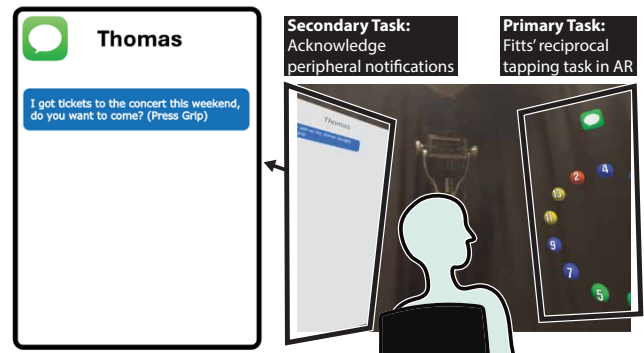 Thomas
I got tickets to the concert this weekend,
do you want to come? (Press Grip)
Secondary Task:
Acknowledge
peripheral notifications
Primary Task:
Fitts' reciprocal
tapping task in AR
Thomas
2
4
13
11
9
7
5